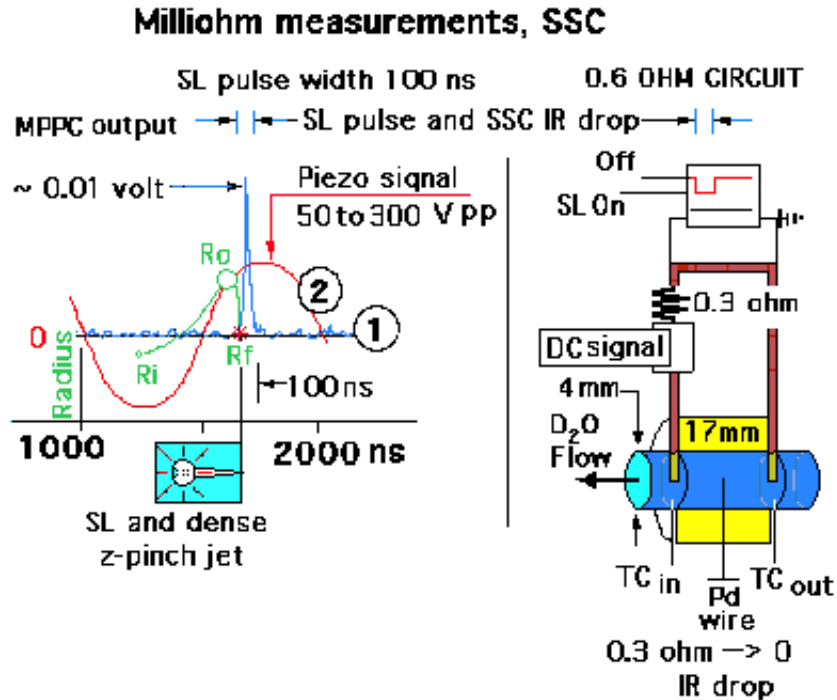 Milliohm measurements, SSC
SL pulse width 100 ns
MPPC output
SL pulse and SSC IR drop
~ 0.01 volt
Piezo signal
50 to 300 V pp
Ro
2
1
0
Rf
Ri
Radius
100 ns
1000
2000 ns
SL and dense
z-pinch jet
0.6 OHM CIRCUIT
Off
SL On
0.3 ohm
DC signal
4 mm
D₂O
Flow
17mm
TC in
TC out
Pd
wire
0.3 ohm —> 0
IR drop